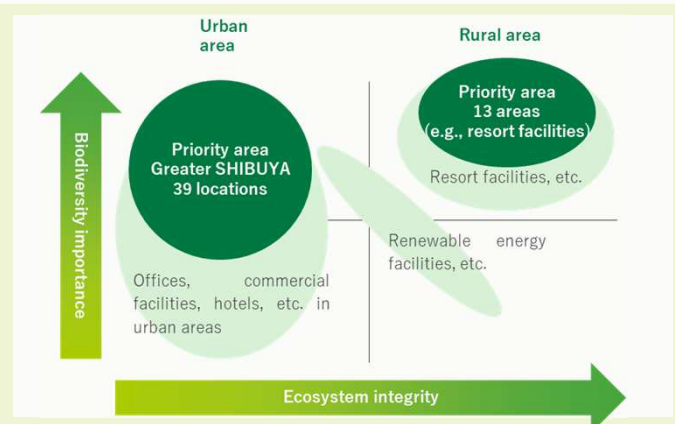 Urban
area
Rural area
Biodiversity importance
Priority area
Greater SHIBUYA
39 locations
Priority area
13 areas
(e.g., resort facilities)
Resort facilities, etc.
Offices, commercial
facilities, hotels, etc. in
urban areas
Renewable energy
facilities, etc.
Ecosystem integrity